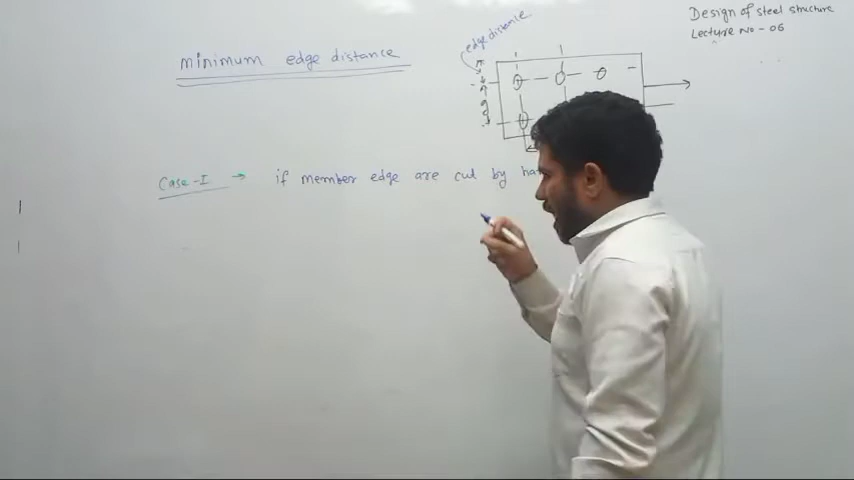 Design of steel structure
Lecture No - 06
minimum edge distance
edge distance
Case-I → if member edge are cut by